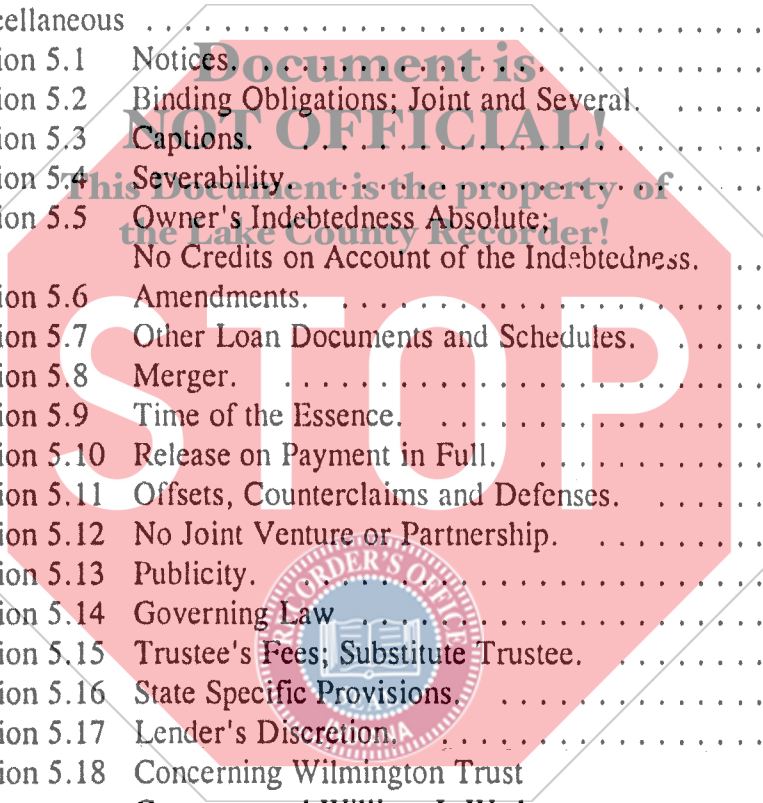 cellaneous . . . . . . . . . . . . . . . . . . . . . . . . . . . . . . . . .
ion 5.1 Notices. . . . . . . . . . . . . . . . . . . . . . . . . .
Document is
ion 5.2 Binding Obligations; Joint and Several. . . . . .
NOT OFFICIAL!
ion 5.3 Captions. . . . . . . . . . . . . . . . . . . . . . . . . .
ion 5.4 Severability. . . . . . . . . . . . . . . . . . . . . . . .
This Document is the property of
ion 5.5 Owner's Indebtedness Absolute;
the Lake County Recorder!
No Credits on Account of the Indebtedness. . .
ion 5.6 Amendments. . . . . . . . . . . . . . . . . . . . . . .
ion 5.7 Other Loan Documents and Schedules. . . . . .
STOP
ion 5.8 Merger. . . . . . . . . . . . . . . . . . . . . . . . . . .
ion 5.9 Time of the Essence. . . . . . . . . . . . . . . . . .
ion 5.10 Release on Payment in Full. . . . . . . . . . . .
ion 5.11 Offsets, Counterclaims and Defenses. . . . . . .
ion 5.12 No Joint Venture or Partnership. . . . . . . . . .
ion 5.13 Publicity. . . . . . . . . . . . . . . . . . . . . . . . . .
RECORDER'S OFFICE
ion 5.14 Governing Law . . . . . . . . . . . . . . . . . . . . .
ion 5.15 Trustee's Fees; Substitute Trustee. . . . . . . . .
ion 5.16 State Specific Provisions. . . . . . . . . . . . . . .
ion 5.17 Lender's Discretion. . . . . . . . . . . . . . . . . . .
INDIANA
ion 5.18 Concerning Wilmington Trust